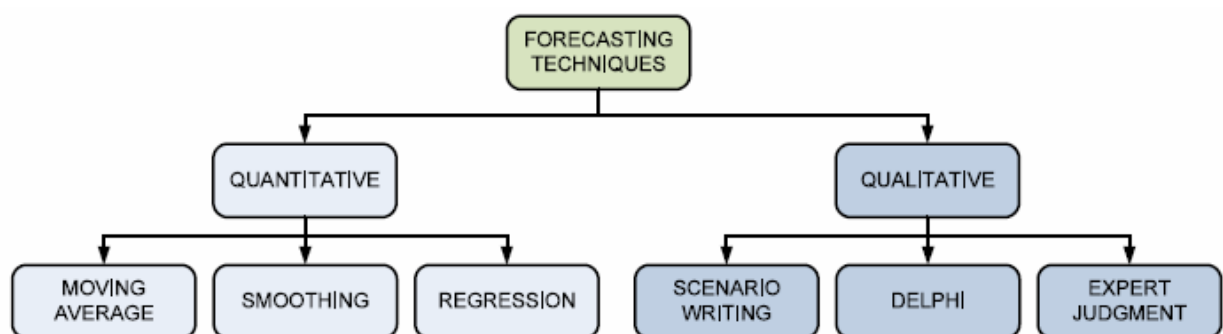 FORECASTING
TECHNIQUES
QUANTITATIVE
QUALITATIVE
MOVING
AVERAGE
SMOOTHING
REGRESSION
SCENARIO
WRITING
DELPHI
EXPERT
JUDGMENT